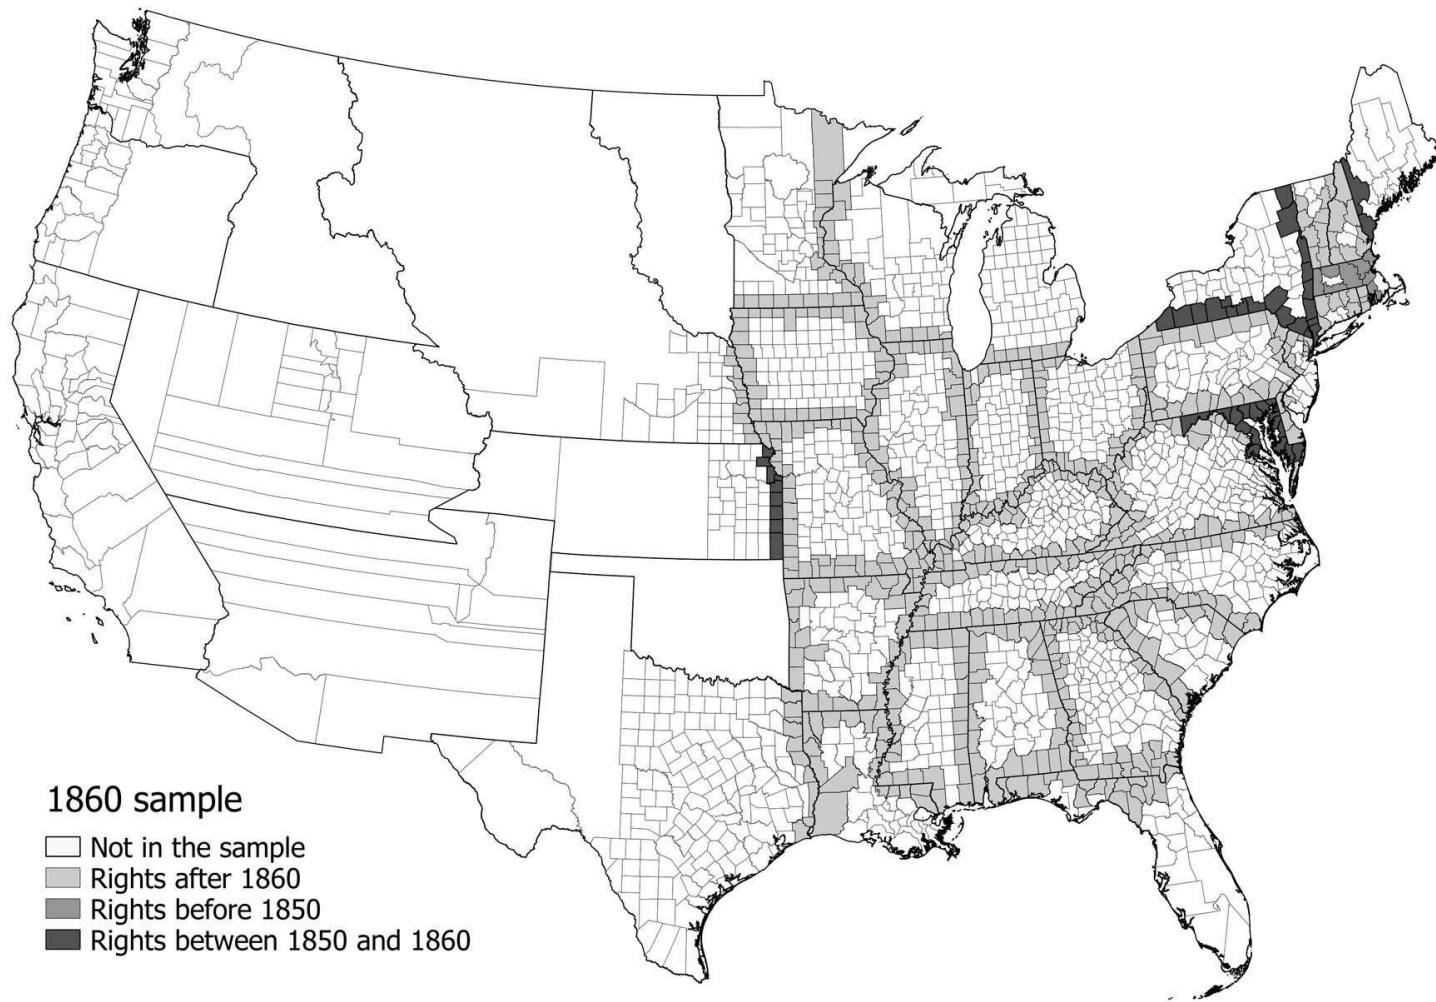 1860 sample
Not in the sample
Rights after 1860
Rights before 1850
Rights between 1850 and 1860